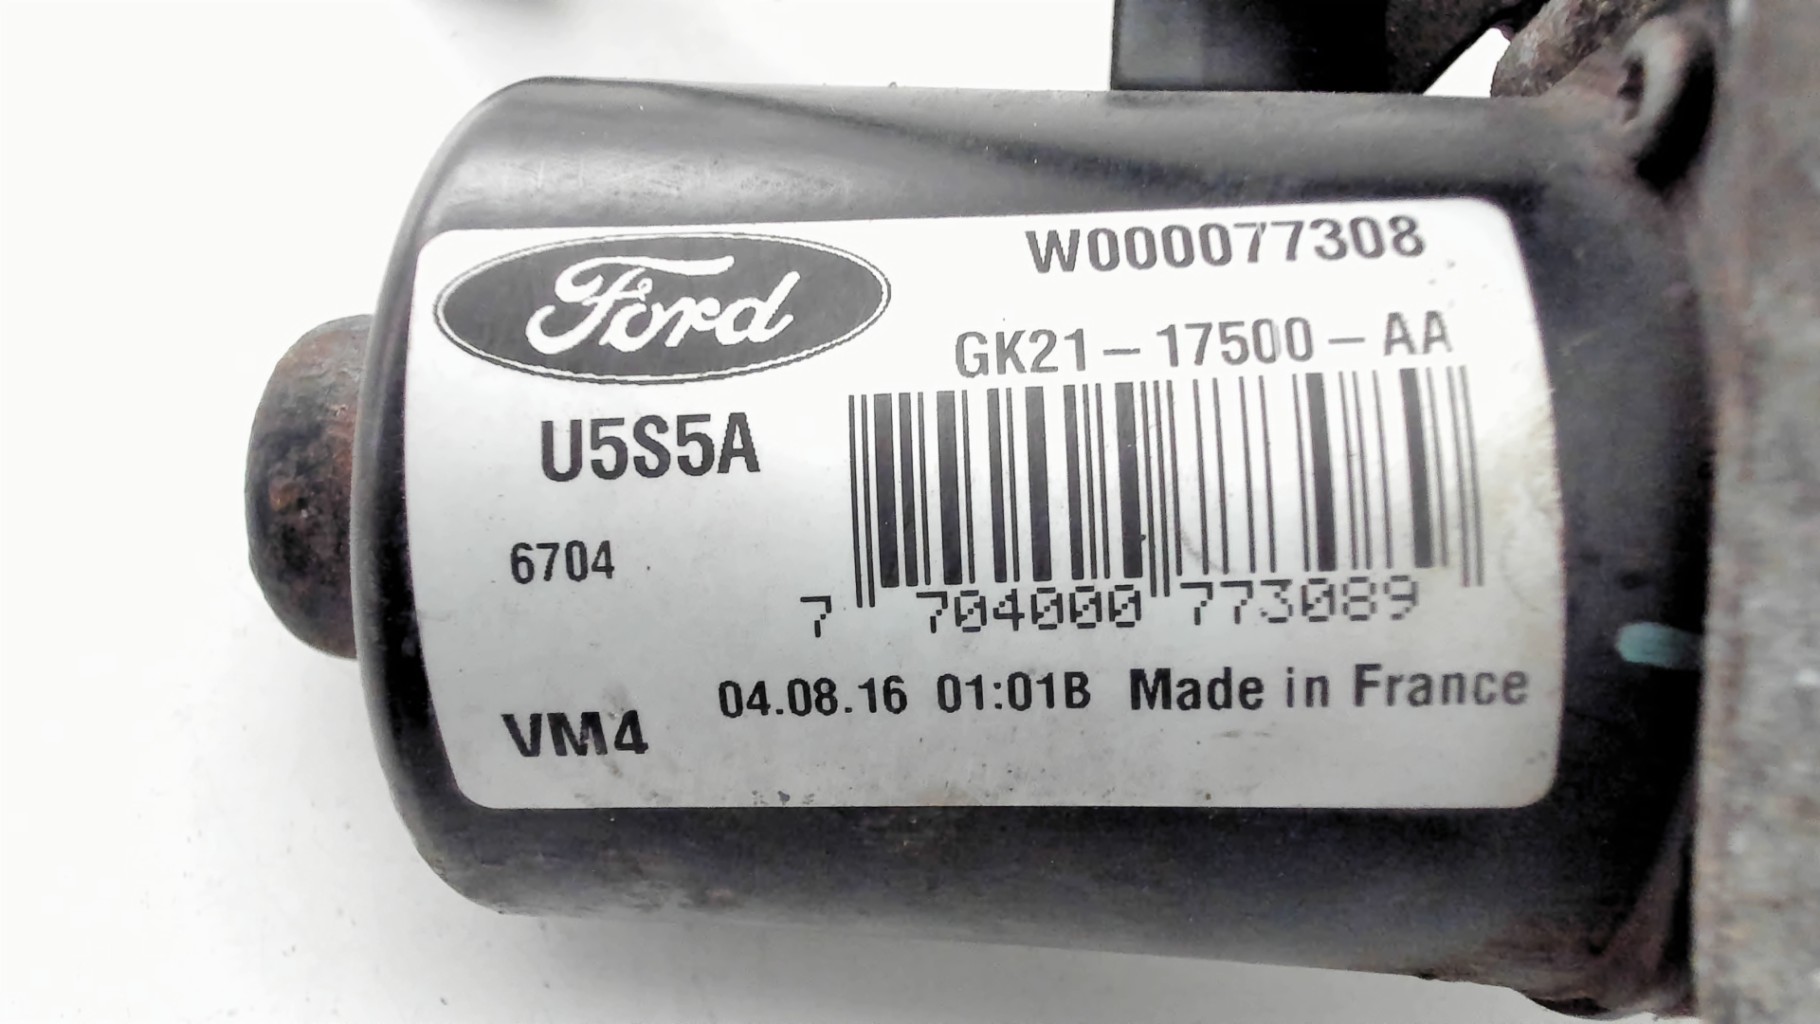 Ford
W000077308
GK21-17500-AA
U5S5A
6704
7 704000 773089
04.08.16 01:01B Made in France
VM4